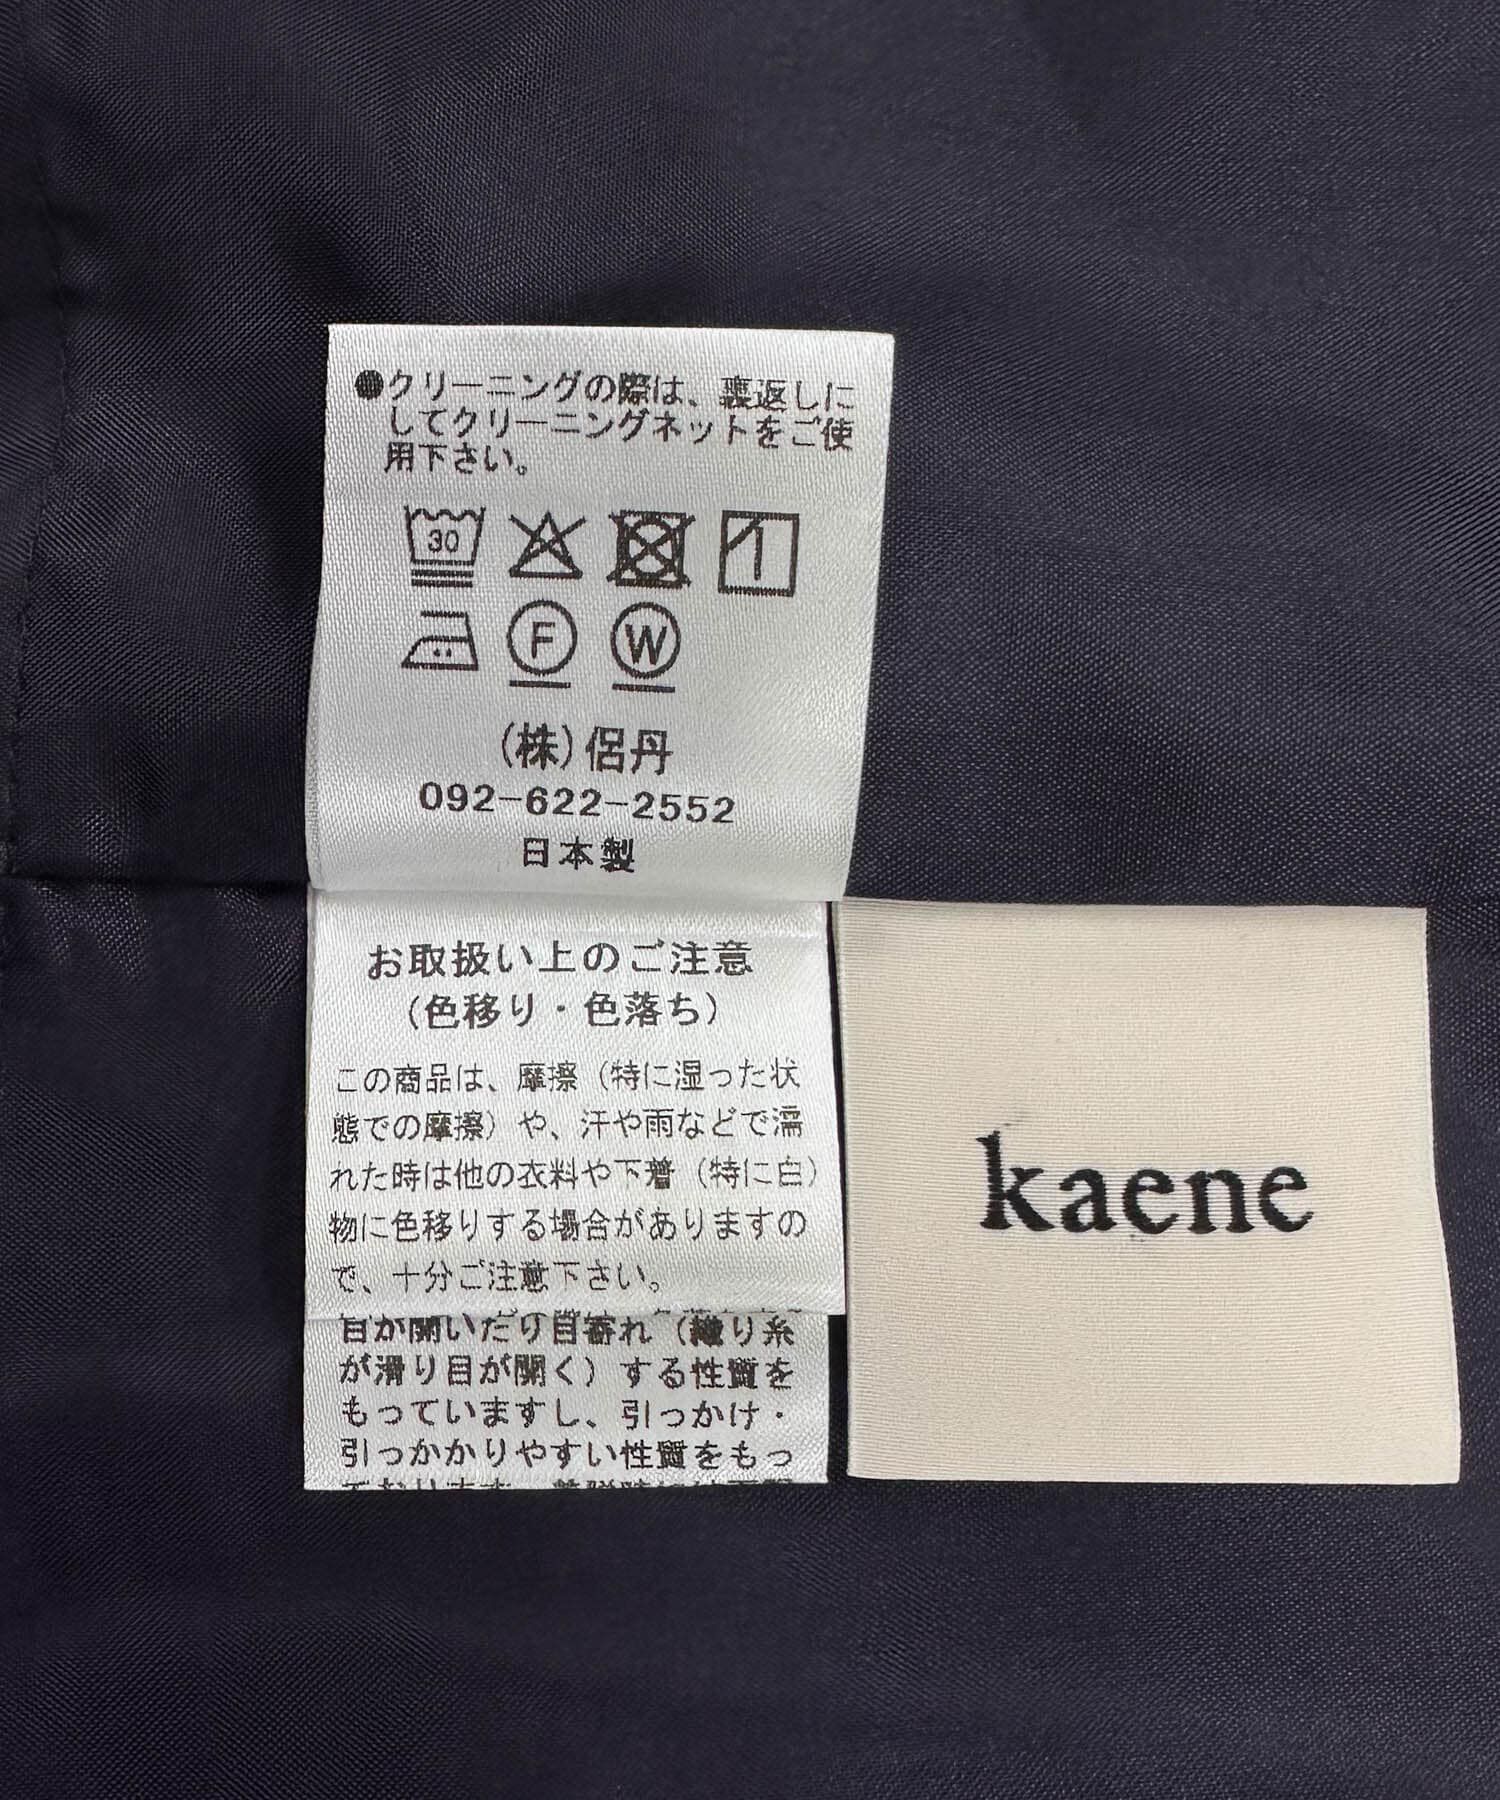 ●クリーニングの際は、裏返しに
してクリーニングネットをご使
用下さい。
30
F W
(株)侶丹
092-622-2552
日本製
お取扱い上のご注意
(色移り・色落ち)
この商品は、摩擦(特に湿った状
態での摩擦)や、汗や雨などで濡
れた時は他の衣料や下着(特に白)
物に色移りする場合がありますの
で、十分ご注意下さい。
目が開いたり目寄れ(織り糸
が滑り目が開く)する性質を
もっていますし、引っかけ・
引っかかりやすい性質をもっ
ております
kaene